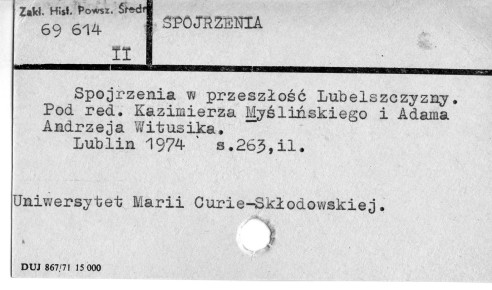 Zakł. Hist. Powsz. Średn
69 614
II
SPOJRZENIA
Spojrzenia w przeszłość Lubelszczyzny.
Pod red. Kazimierza Myślińskiego i Adama
Andrzeja Witusika.
Lublin 1974 s.263,il.
Uniwersytet Marii Curie-Skłodowskiej.
DUJ 867/71 15 000